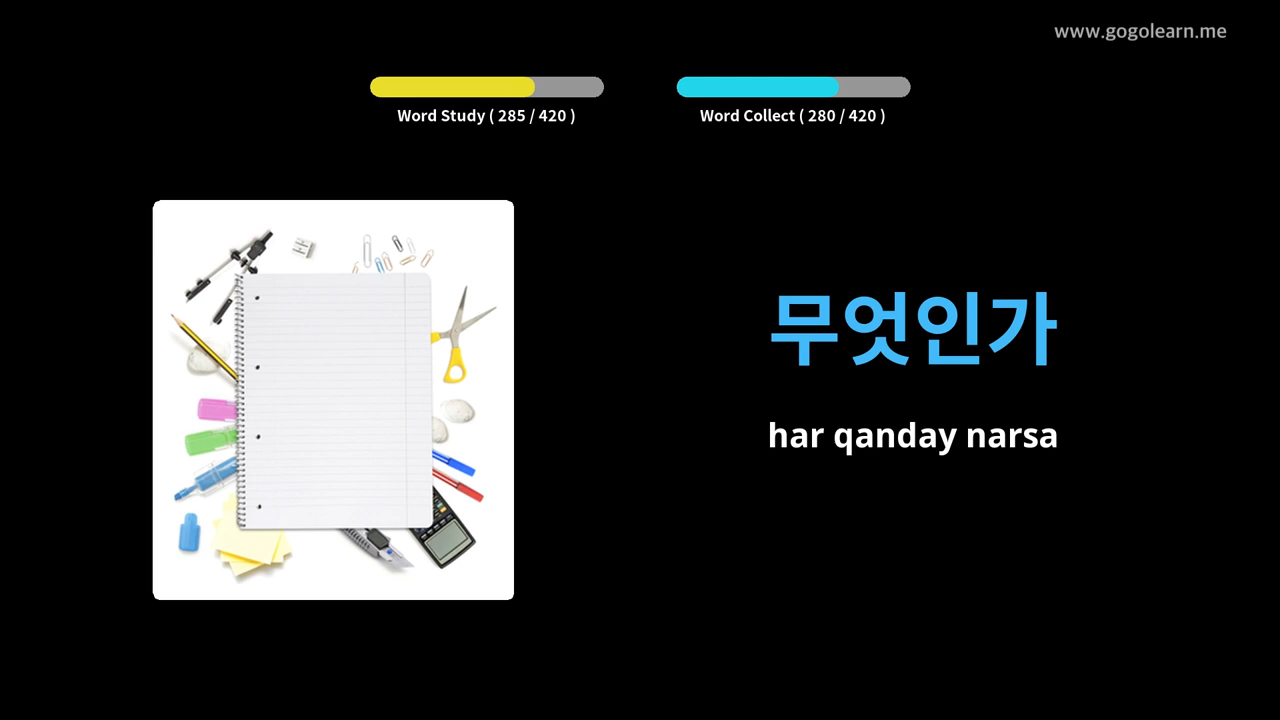 www.gogolearn.me
Word Study ( 285 / 420 )
Word Collect ( 280 / 420 )
무엇인가
har qanday narsa